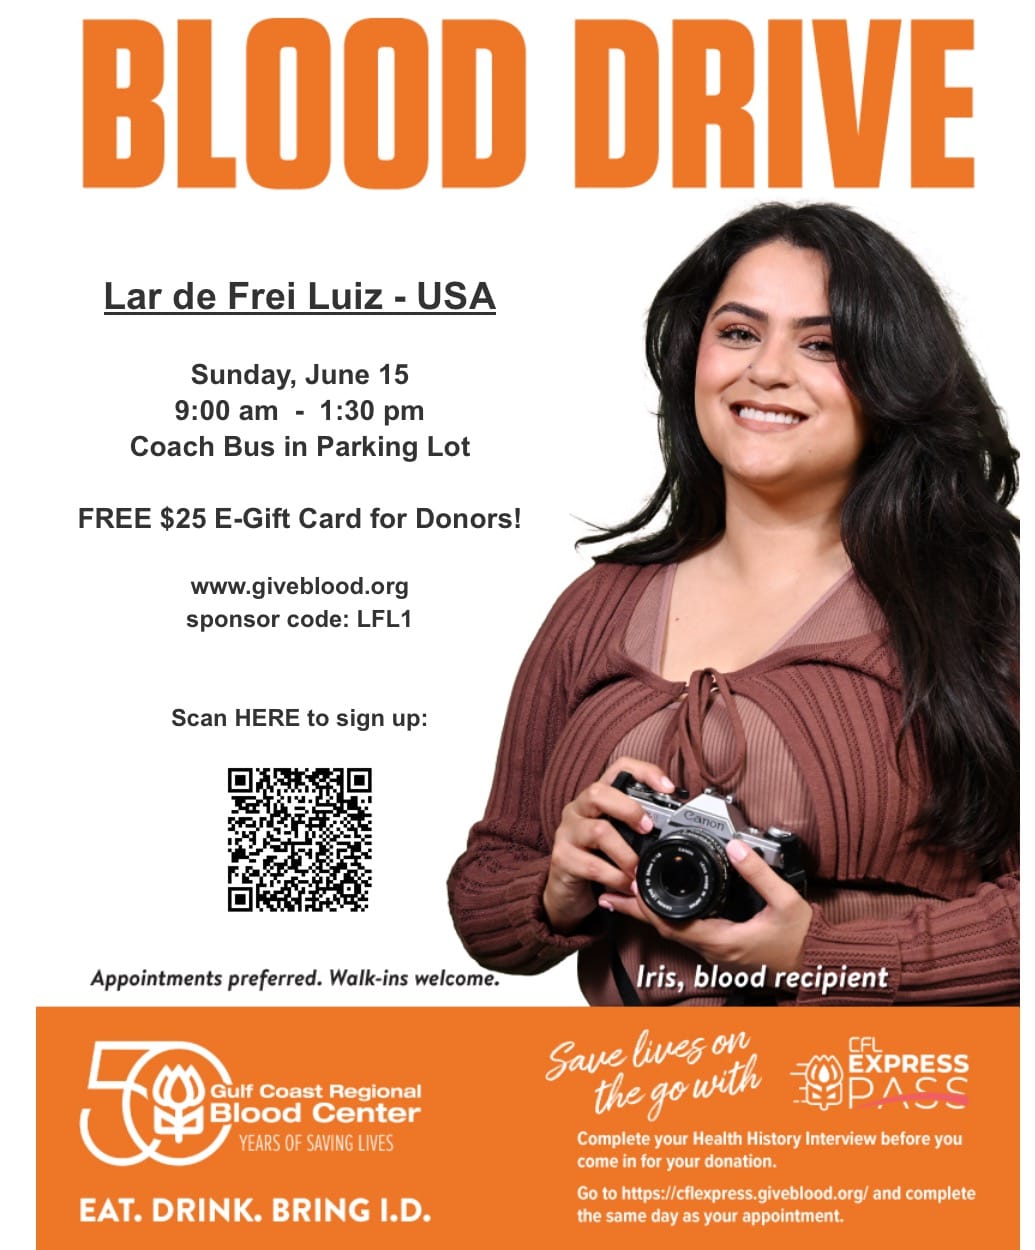 BLOOD DRIVE
Lar de Frei Luiz - USA
Sunday, June 15
9:00 am - 1:30 pm
Coach Bus in Parking Lot
FREE $25 E-Gift Card for Donors!
www.giveblood.org
sponsor code: LFL1
Scan HERE to sign up:
Canon
Appointments preferred. Walk-ins welcome.
Iris, blood recipient
50
Gulf Coast Regional
Blood Center
YEARS OF SAVING LIVES
EAT. DRINK. BRING I.D.
Save lives on
the go with
CFL
EXPRESS
PASS
Complete your Health History Interview before you
come in for your donation.
Go to https://cflexpress.giveblood.org/ and complete
the same day as your appointment.